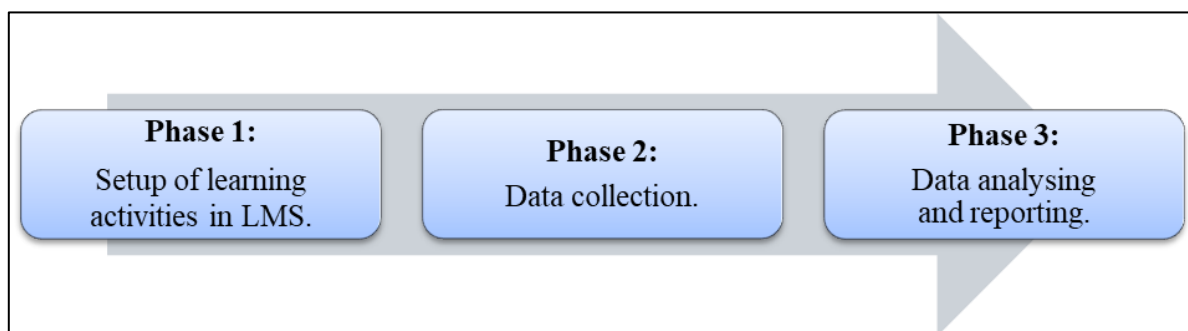 Phase 1:
Setup of learning
activities in LMS.
Phase 2:
Data collection.
Phase 3:
Data analysing
and reporting.